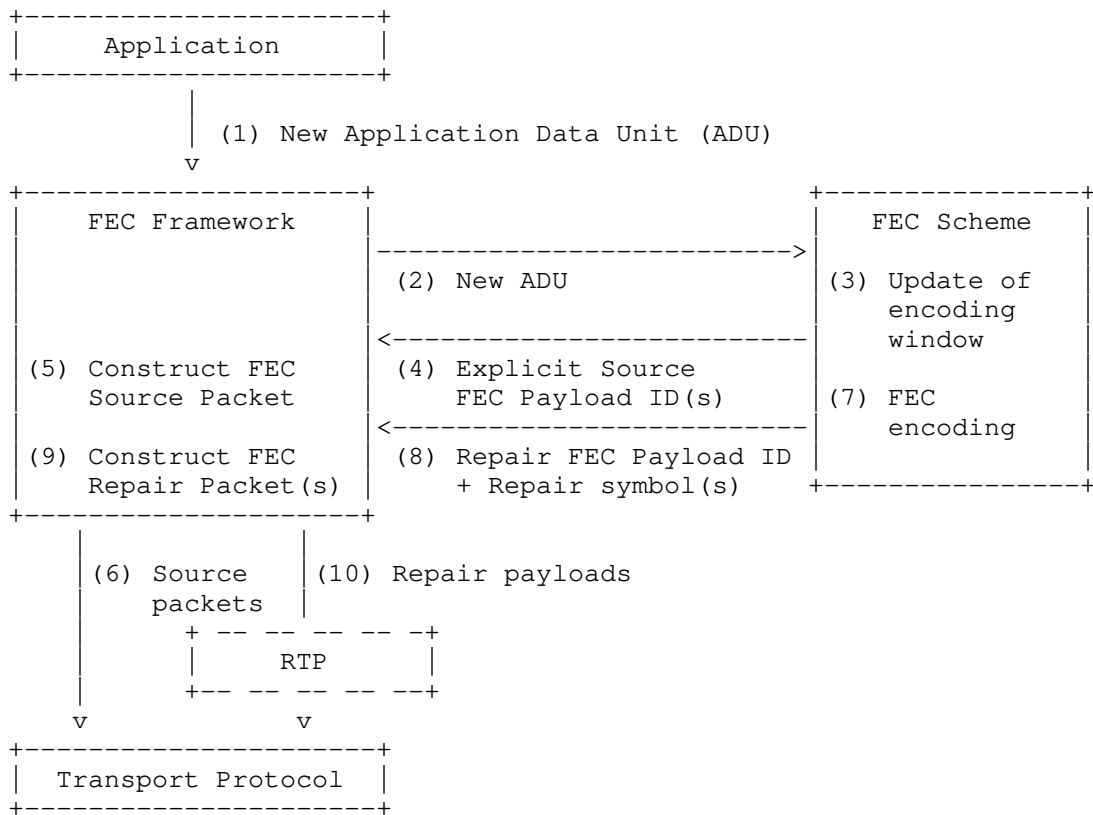 Application
(1) New Application Data Unit (ADU)
v
FEC Framework FEC Scheme
(2) New ADU (3) Update of
encoding
window
(5) Construct FEC (4) Explicit Source
Source Packet FEC Payload ID(s) (7) FEC
encoding
(9) Construct FEC (8) Repair FEC Payload ID
Repair Packet(s) + Repair symbol(s)
(6) Source (10) Repair payloads
packets
RTP
v v
Transport Protocol